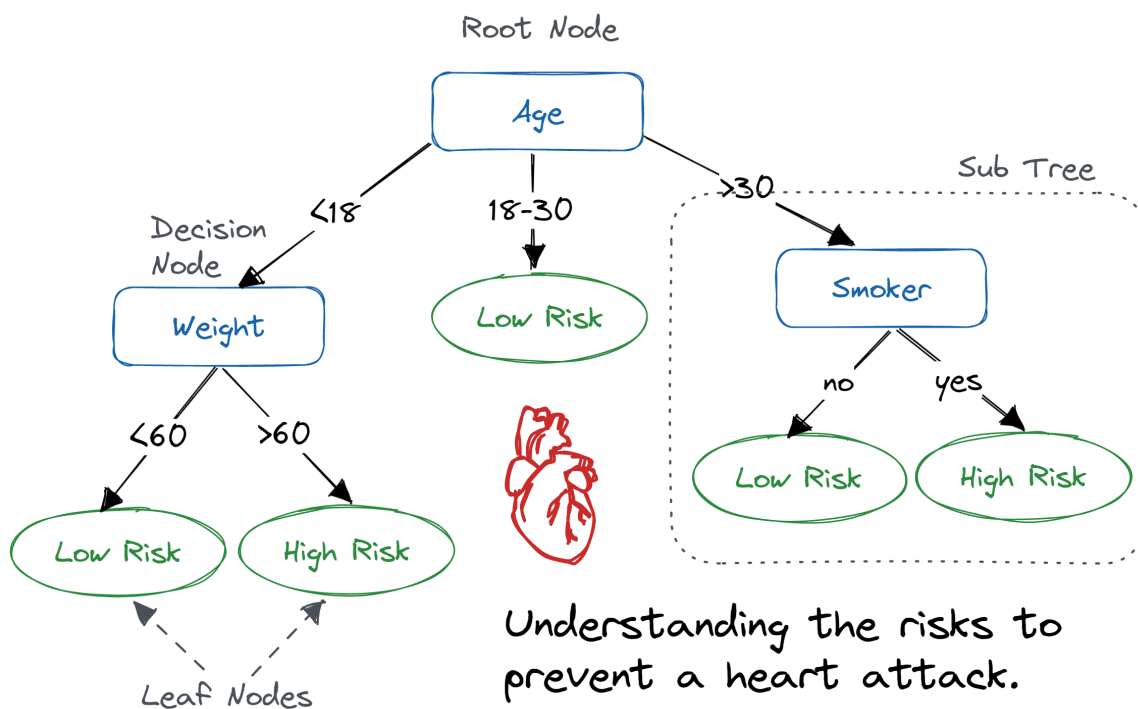 Root Node
Age
Sub Tree
>30
<18
18-30
Decision
Node
Smoker
Low Risk
Weight
no
yes
<60
>60
Low Risk
High Risk
Low Risk
High Risk
Understanding the risks to
prevent a heart attack.
Leaf Nodes